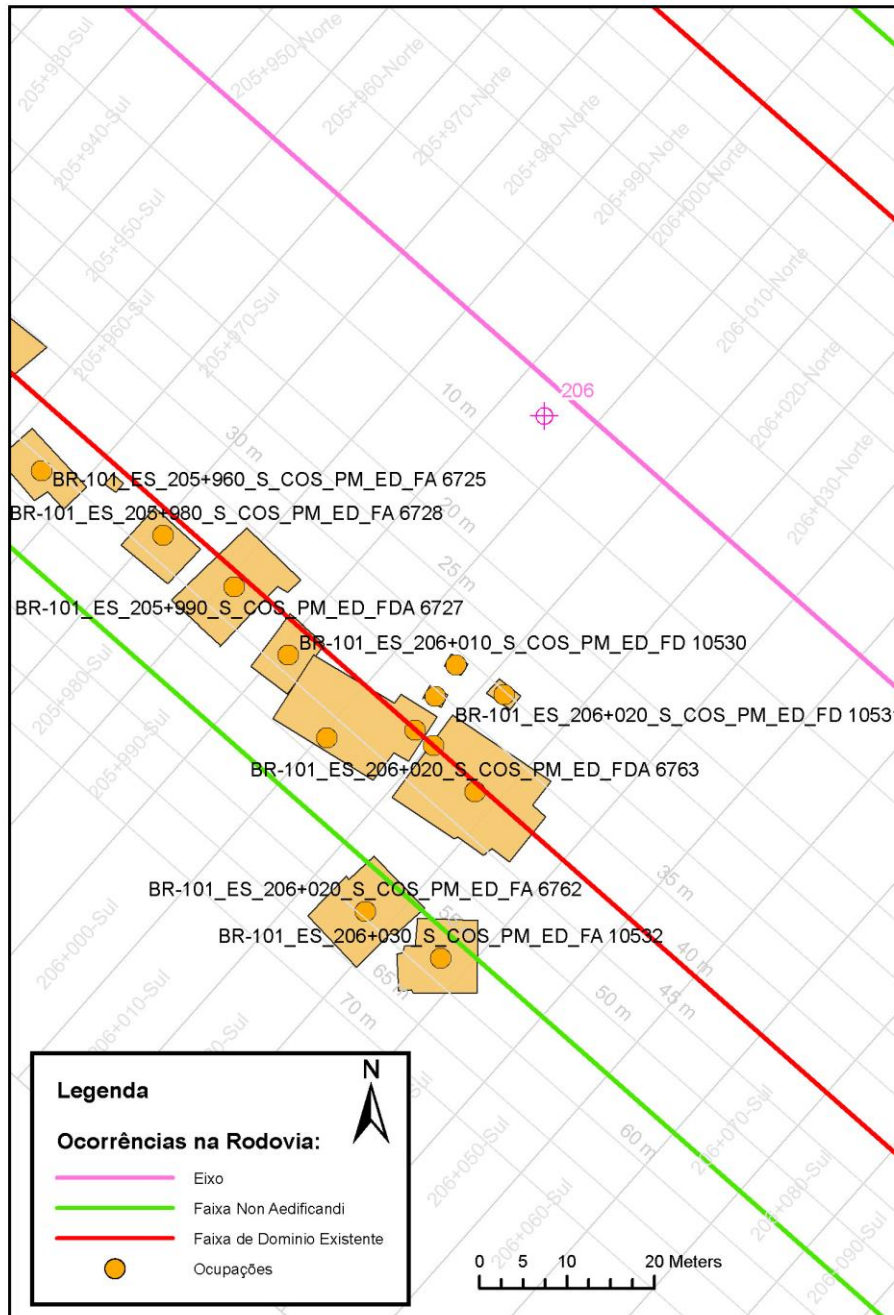 205+930-Sul
205+950-Norte
205+960-Norte
205+970-Norte
205+980-Norte
205+990-Norte
206+000-Norte
206+010-Norte
206+020-Norte
206+030-Norte
205+940-Sul
205+960-Sul
205+960-Sul
205+970-Sul
10 m
206
30 m
20 m
25 m
BR-101_ES_205+960_S_COS_PM_ED_FA 6725
BR-101_ES_205+980_S_COS_PM_ED_FA 6728
BR-101_ES_205+990_S_COS_PM_ED_FDA 6727
BR-101_ES_206+010_S_COS_PM_ED_FD 10530
BR-101_ES_206+020_S_COS_PM_ED_FD 10531
BR-101_ES_206+020_S_COS_PM_ED_FDA 6763
205+980-Sul
205+990-Sul
35 m
BR-101_ES_206+020_S_COS_PM_ED_FA 6762
BR-101_ES_206+030_S_COS_PM_ED_FA 10532
206+000-Sul
40 m
45 m
50 m
65 m
70 m
206+010-Sul
60 m
206+050-Sul
206+060-Sul
206+070-Sul
206+080-Sul
206+090-Sul
Legenda
N
Ocorrências na Rodovia:
Eixo
Faixa Non Aedificandi
Faixa de Dominio Existente
Ocupações
0 5 10 20 Meters